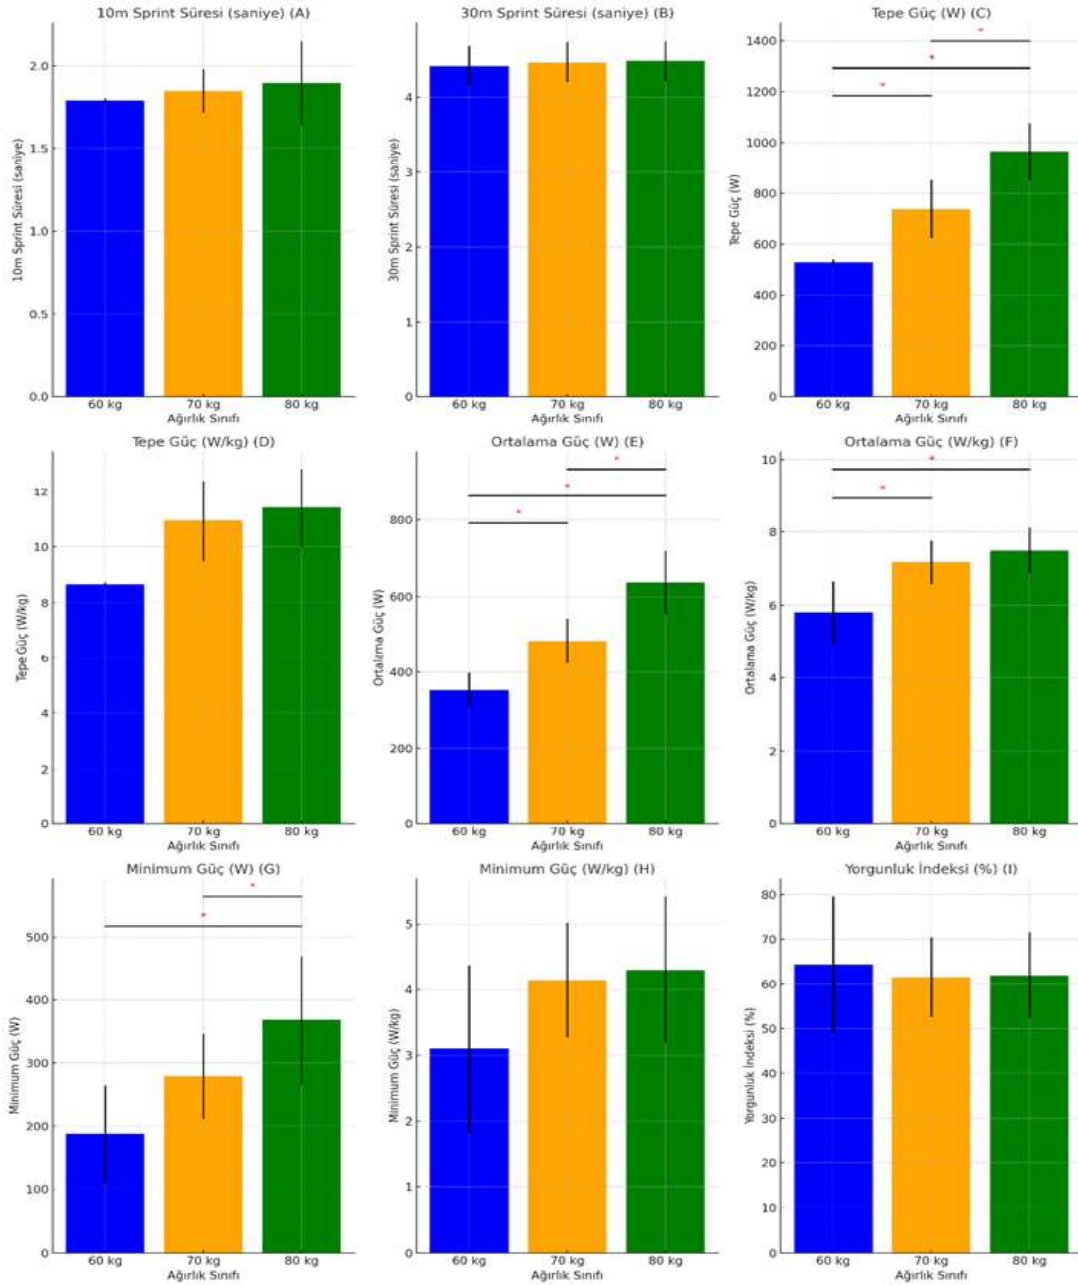 10m Sprint Süresi (saniye) (A)
10m Sprint Süresi (saniye)
2.0
1.5
1.0
0.5
0.0
60 kg 70 kg 80 kg
Ağırlık Sınıfı
30m Sprint Süresi (saniye) (B)
30m Sprint Süresi (saniye)
4
3
2
1
0
60 kg 70 kg 80 kg
Ağırlık Sınıfı
Tepe Güç (W) (C)
Tepe Güç (W)
1400
1200
1000
800
600
400
200
0
* * *
60 kg 70 kg 80 kg
Ağırlık Sınıfı
Tepe Güç (W/kg) (D)
Tepe Güç (W/kg)
12
10
8
6
4
2
0
60 kg 70 kg 80 kg
Ağırlık Sınıfı
Ortalama Güç (W) (E)
Ortalama Güç (W)
800
600
400
200
0
* * *
60 kg 70 kg 80 kg
Ağırlık Sınıfı
Ortalama Güç (W/kg) (F)
Ortalama Güç (W/kg)
10
8
6
4
2
0
* *
60 kg 70 kg 80 kg
Ağırlık Sınıfı
Minimum Güç (W) (G)
Minimum Güç (W)
500
400
300
200
100
0
* *
60 kg 70 kg 80 kg
Ağırlık Sınıfı
Minimum Güç (W/kg) (H)
Minimum Güç (W/kg)
5
4
3
2
1
0
60 kg 70 kg 80 kg
Ağırlık Sınıfı
Yorgunluk İndeksi (%) (I)
Yorgunluk İndeksi (%)
80
70
60
50
40
30
20
10
0
60 kg 70 kg 80 kg
Ağırlık Sınıfı